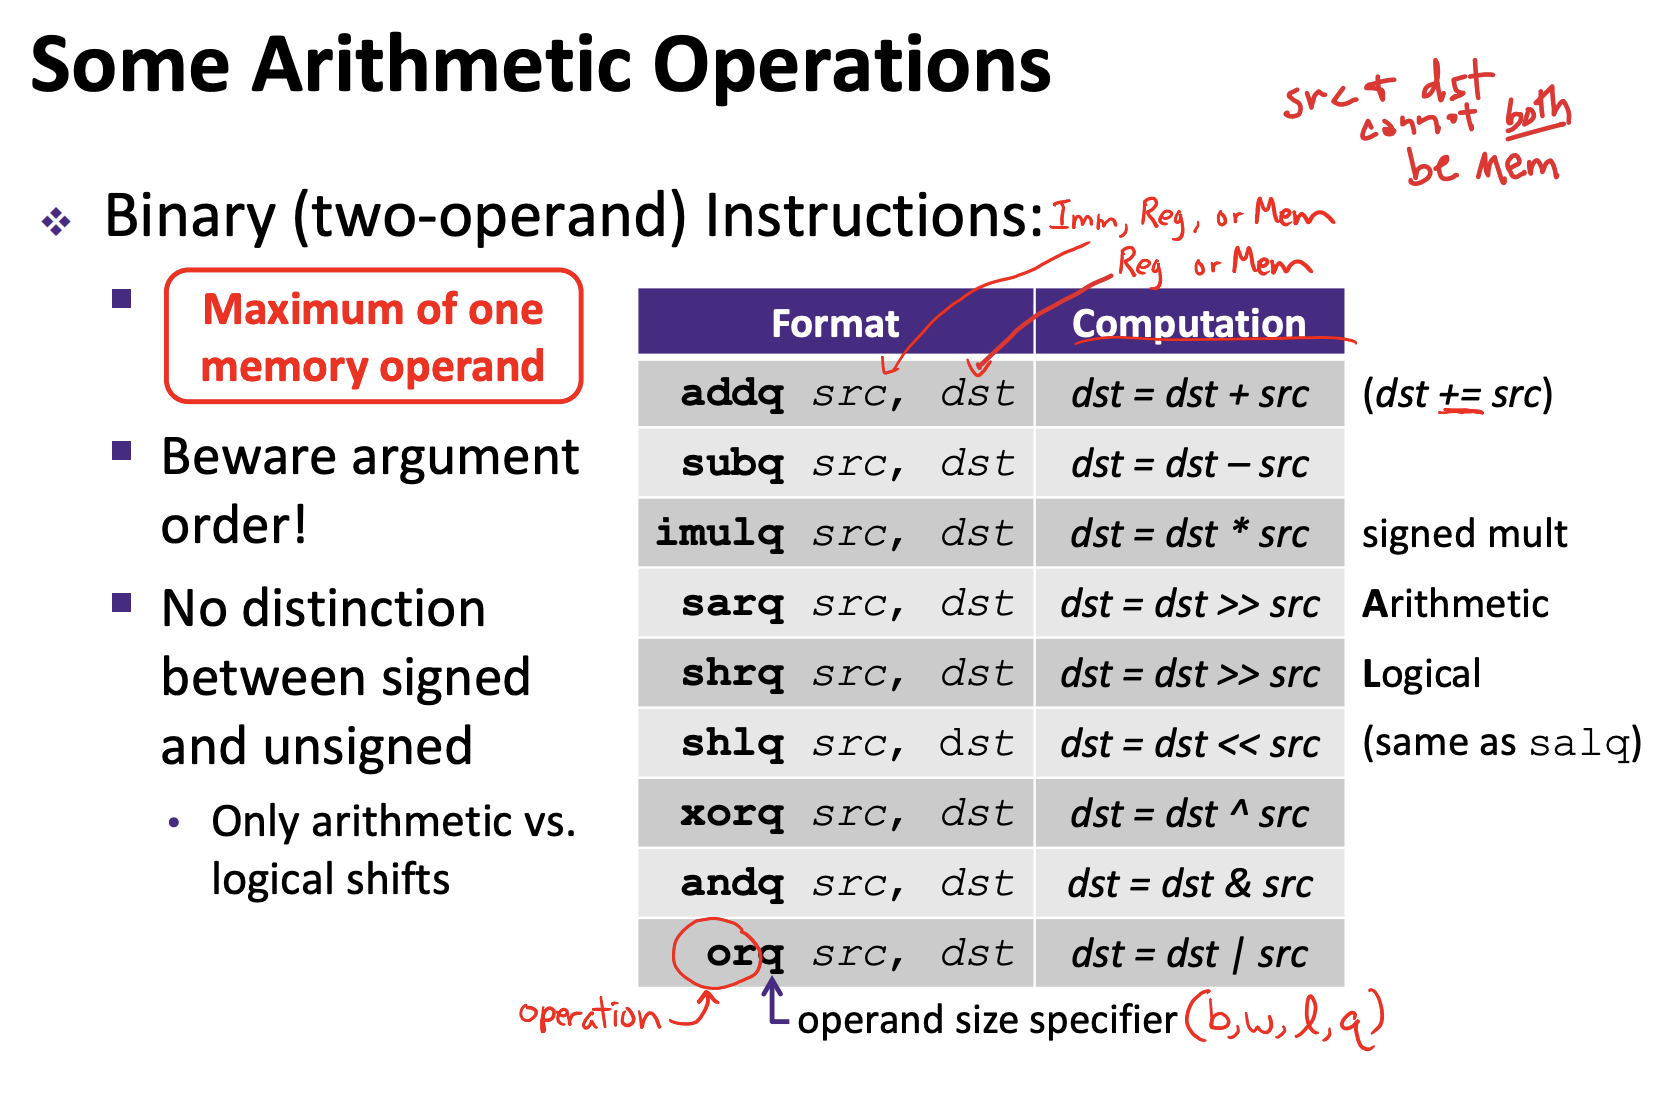 Some Arithmetic Operations
src + dst
cannot both
be Mem
❖ Binary (two-operand) Instructions:
Imm, Reg, or Mem
Reg or Mem
▪ Maximum of one
memory operand
▪ Beware argument
order!
▪ No distinction
between signed
and unsigned
• Only arithmetic vs.
logical shifts
Format Computation
addq src, dst dst = dst + src (dst += src)
subq src, dst dst = dst – src
imulq src, dst dst = dst * src signed mult
sarq src, dst dst = dst >> src Arithmetic
shrq src, dst dst = dst >> src Logical
shlq src, dst dst = dst << src (same as salq)
xorq src, dst dst = dst ^ src
andq src, dst dst = dst & src
orq src, dst dst = dst | src
operation operand size specifier (b,w,l,q)